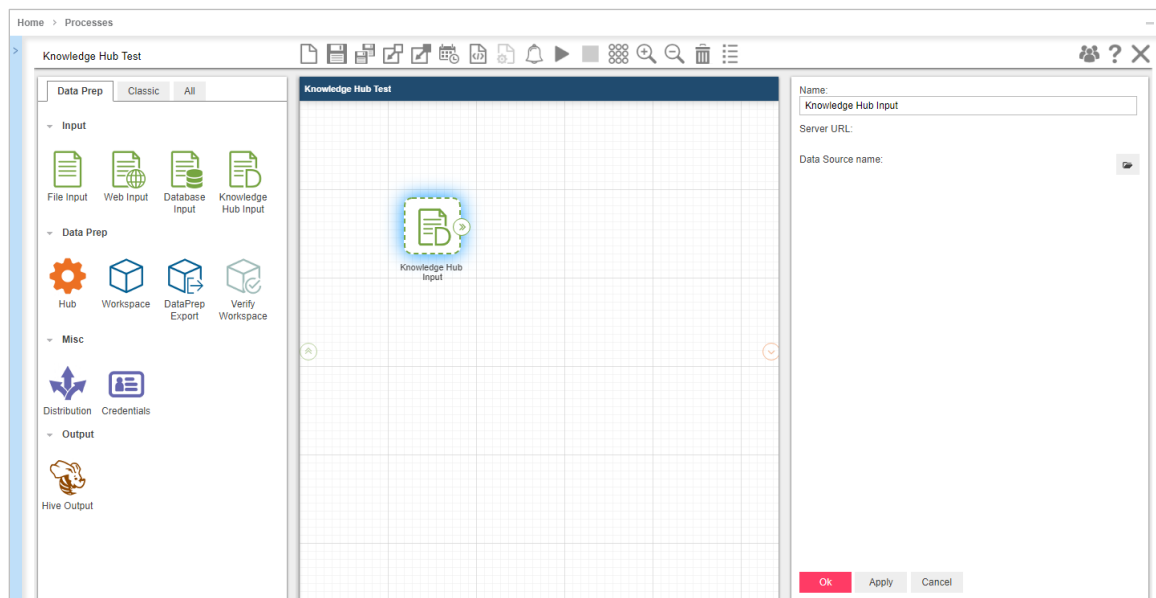 Home > Processes
Knowledge Hub Test
Data Prep Classic All
Input
File Input Web Input Database Input Knowledge Hub Input
Data Prep
Hub Workspace DataPrep Export Verify Workspace
Misc
Distribution Credentials
Output
Hive Output
Knowledge Hub Test
Knowledge Hub
Input
Name:
Knowledge Hub Input
Server URL:
Data Source name:
Ok Apply Cancel